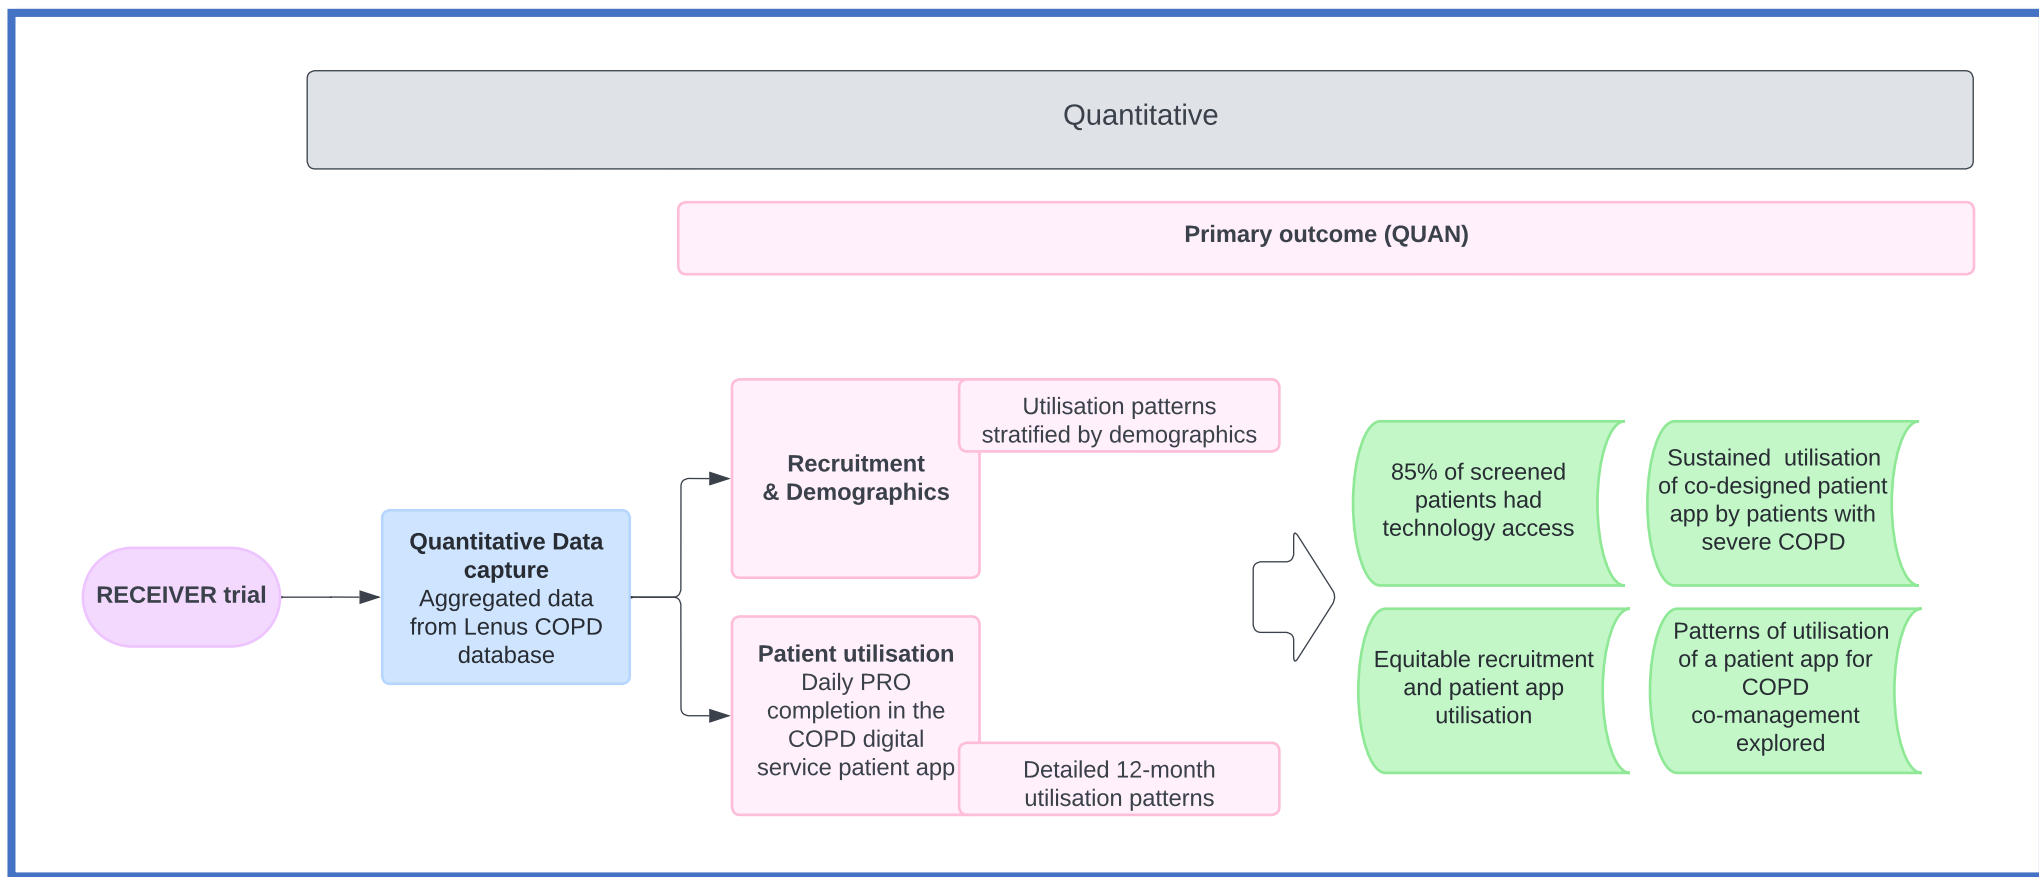 Quantitative
Primary outcome (QUAN)
RECEIVER trial
Quantitative Data
capture
Aggregated data
from Lenus COPD
database
Recruitment
& Demographics
Utilisation patterns
stratified by demographics
Patient utilisation
Daily PRO
completion in the
COPD digital
service patient app
Detailed 12-month
utilisation patterns
85% of screened
patients had
technology access
Sustained  utilisation
of co-designed patient
app by patients with
severe COPD
Equitable recruitment
and patient app
utilisation
Patterns of utilisation
of a patient app for
COPD
co-management
explored